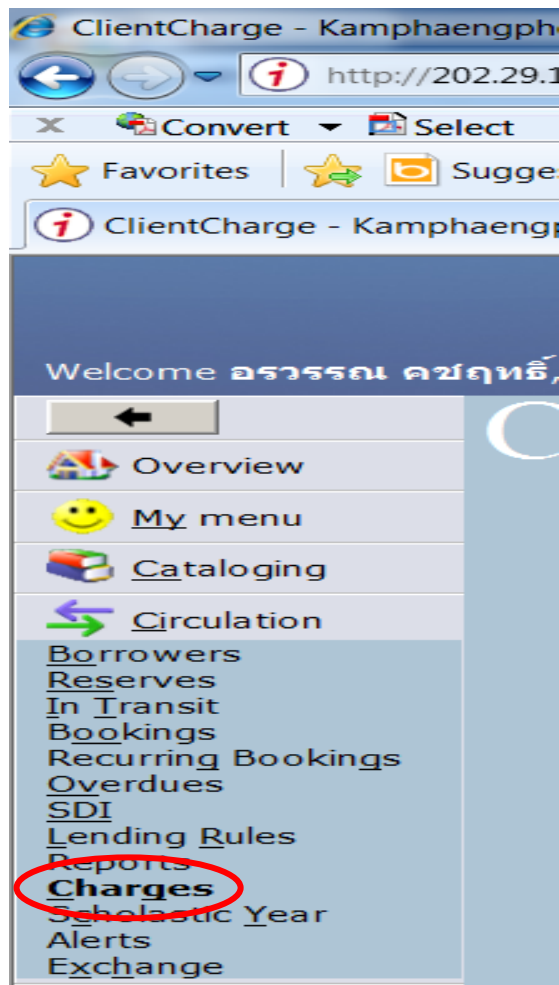 ClientCharge - Kamphaengph
http://202.29.1
Convert Select
Favorites Sugge
ClientCharge - Kamphaeng
Welcome อรวรรณ คชฤทธิ์,
C
Overview
My menu
Cataloging
Circulation
Borrowers
Reserves
In Transit
Bookings
Recurring Bookings
Overdues
SDI
Lending Rules
Reports
Charges
Scholastic Year
Alerts
Exchange